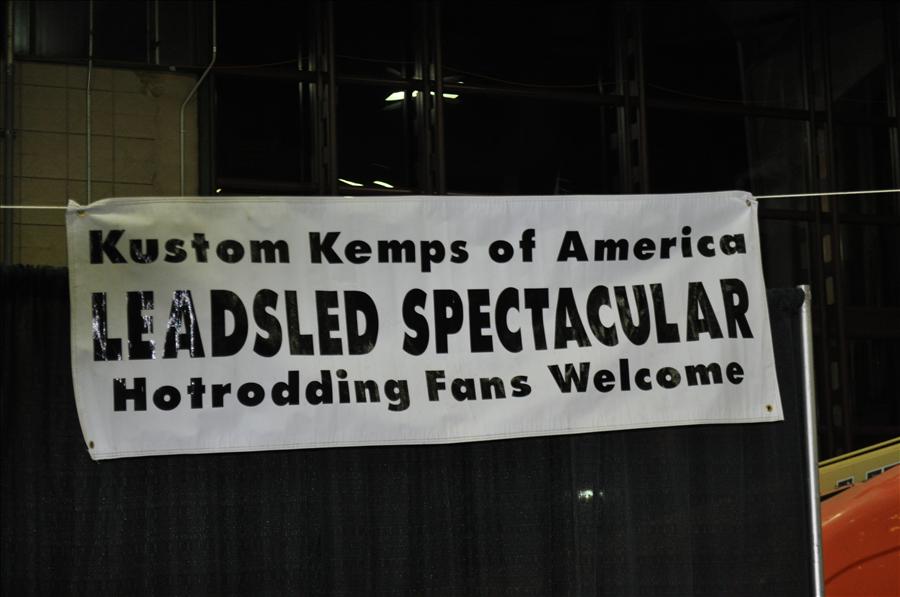 Kustom Kemps of America
LEADSLED SPECTACULAR
Hotrodding Fans Welcome